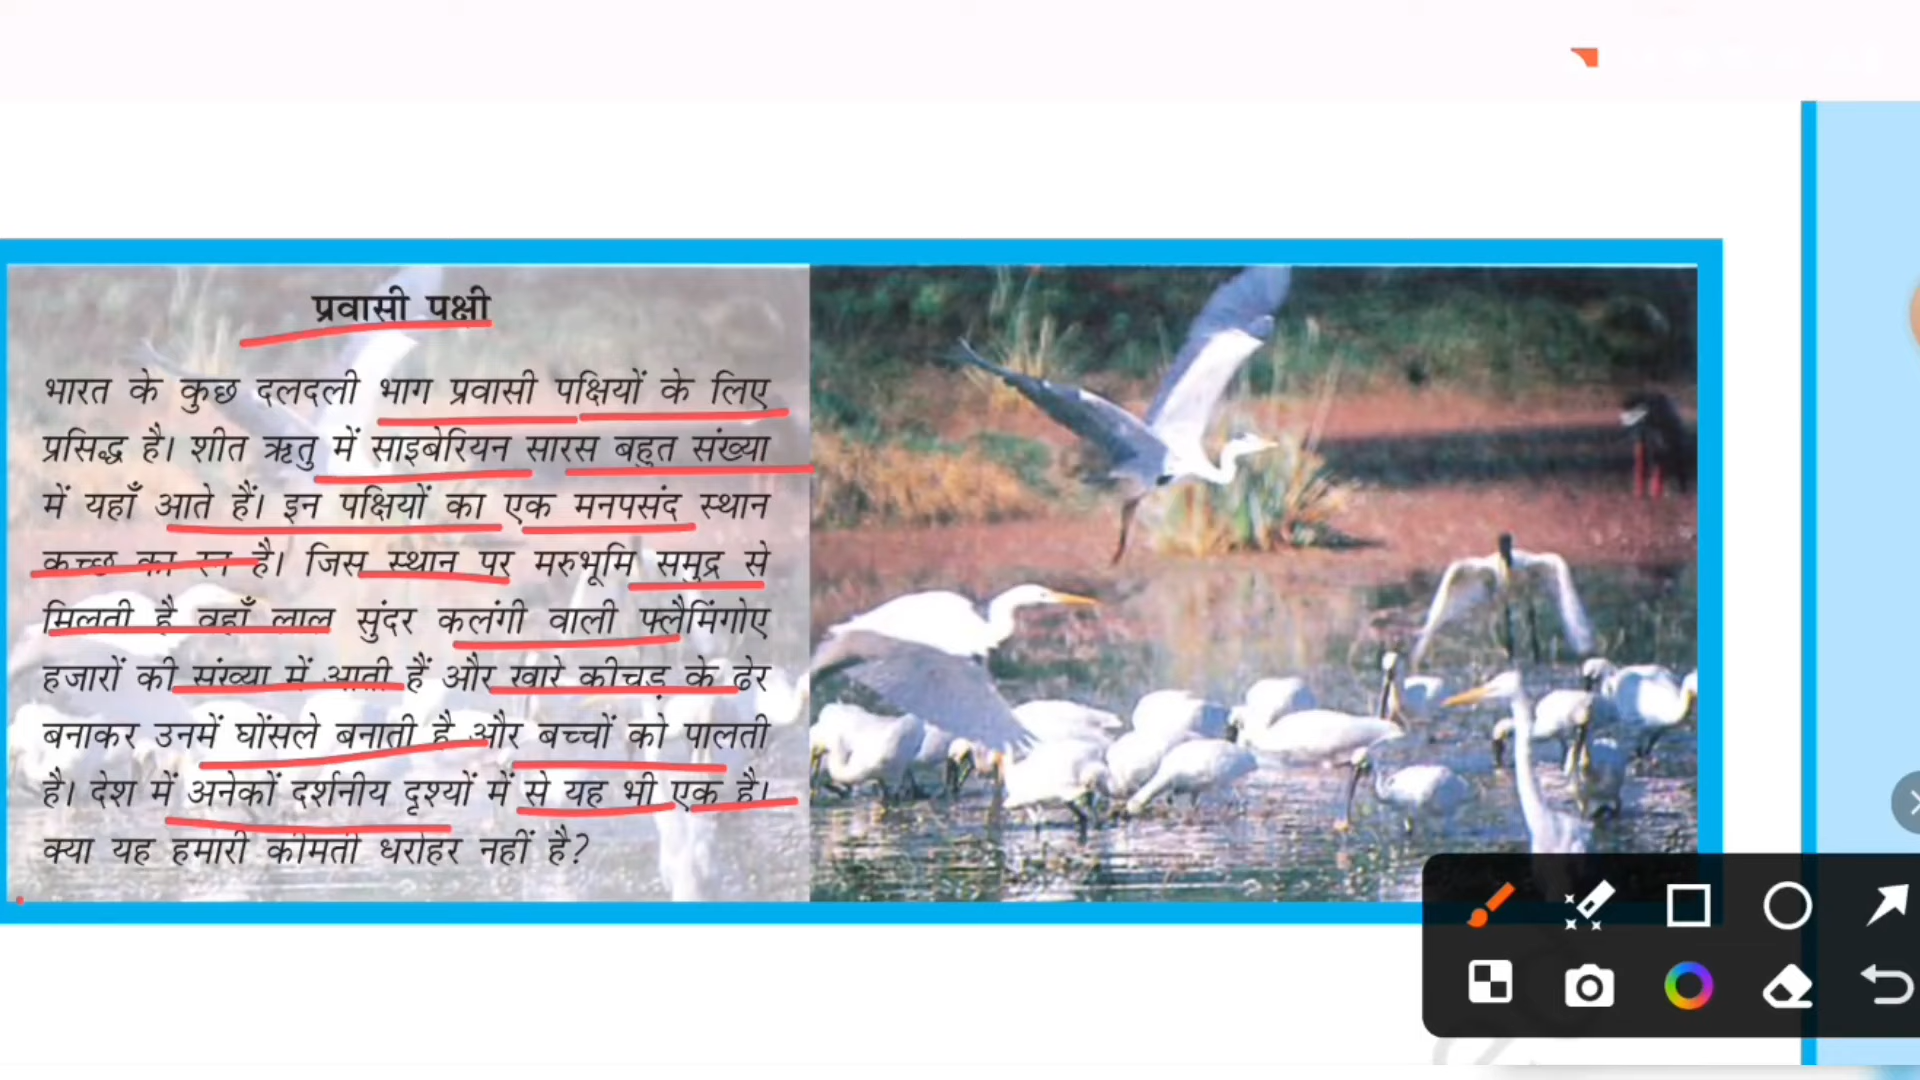 प्रवासी पक्षी
भारत के कुछ दलदली भाग प्रवासी पक्षियों के लिए
प्रसिद्ध है। शीत ऋतु में साइबेरियन सारस बहुत संख्या
में यहाँ आते हैं। इन पक्षियों का एक मनपसंद स्थान
कच्छ का रन है। जिस स्थान पर मरुभूमि समुद्र से
मिलती है वहाँ लाल सुंदर कलंगी वाली फ्लैमिंगोए
हजारों की संख्या में आती हैं और खारे कीचड़ के ढेर
बनाकर उनमें घोंसले बनाती है और बच्चों को पालती
है। देश में अनेकों दर्शनीय दृश्यों में से यह भी एक है।
क्या यह हमारी कीमती धरोहर नहीं है?